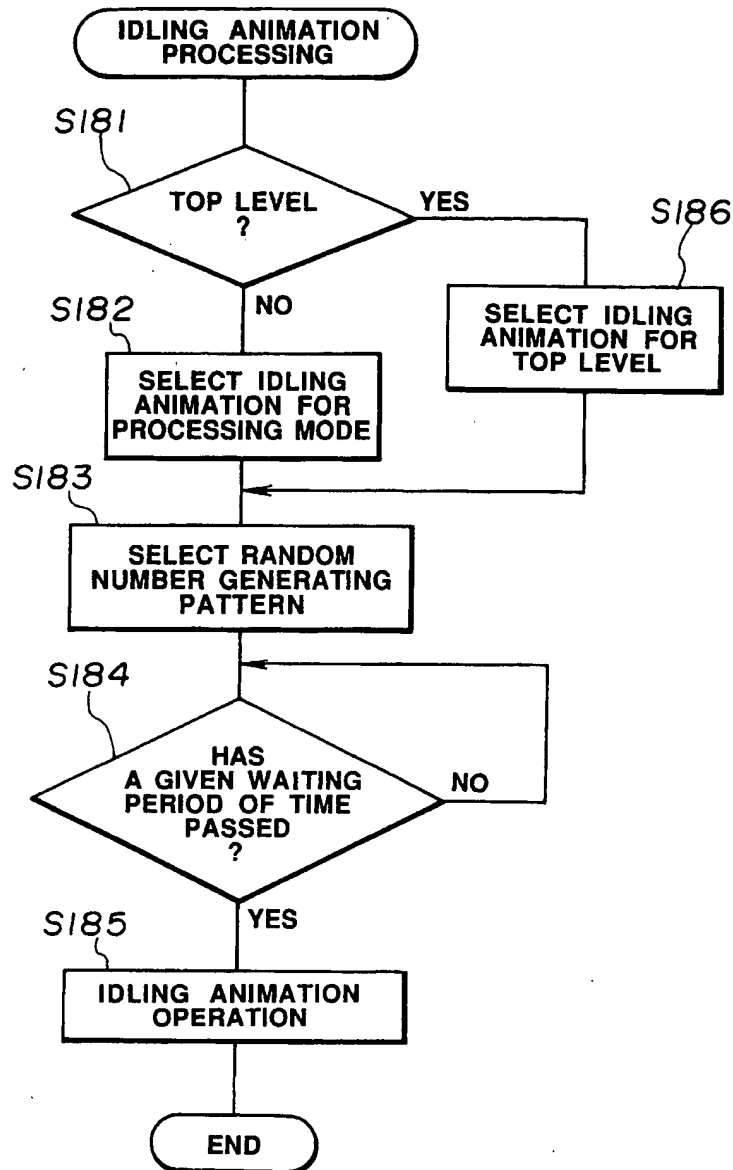 IDLING ANIMATION
PROCESSING
S181
TOP LEVEL
?
YES
S186
SELECT IDLING
ANIMATION FOR
TOP LEVEL
NO
S182
SELECT IDLING
ANIMATION FOR
PROCESSING MODE
S183
SELECT RANDOM
NUMBER GENERATING
PATTERN
S184
HAS
A GIVEN WAITING
PERIOD OF TIME
PASSED
?
NO
YES
S185
IDLING ANIMATION
OPERATION
END